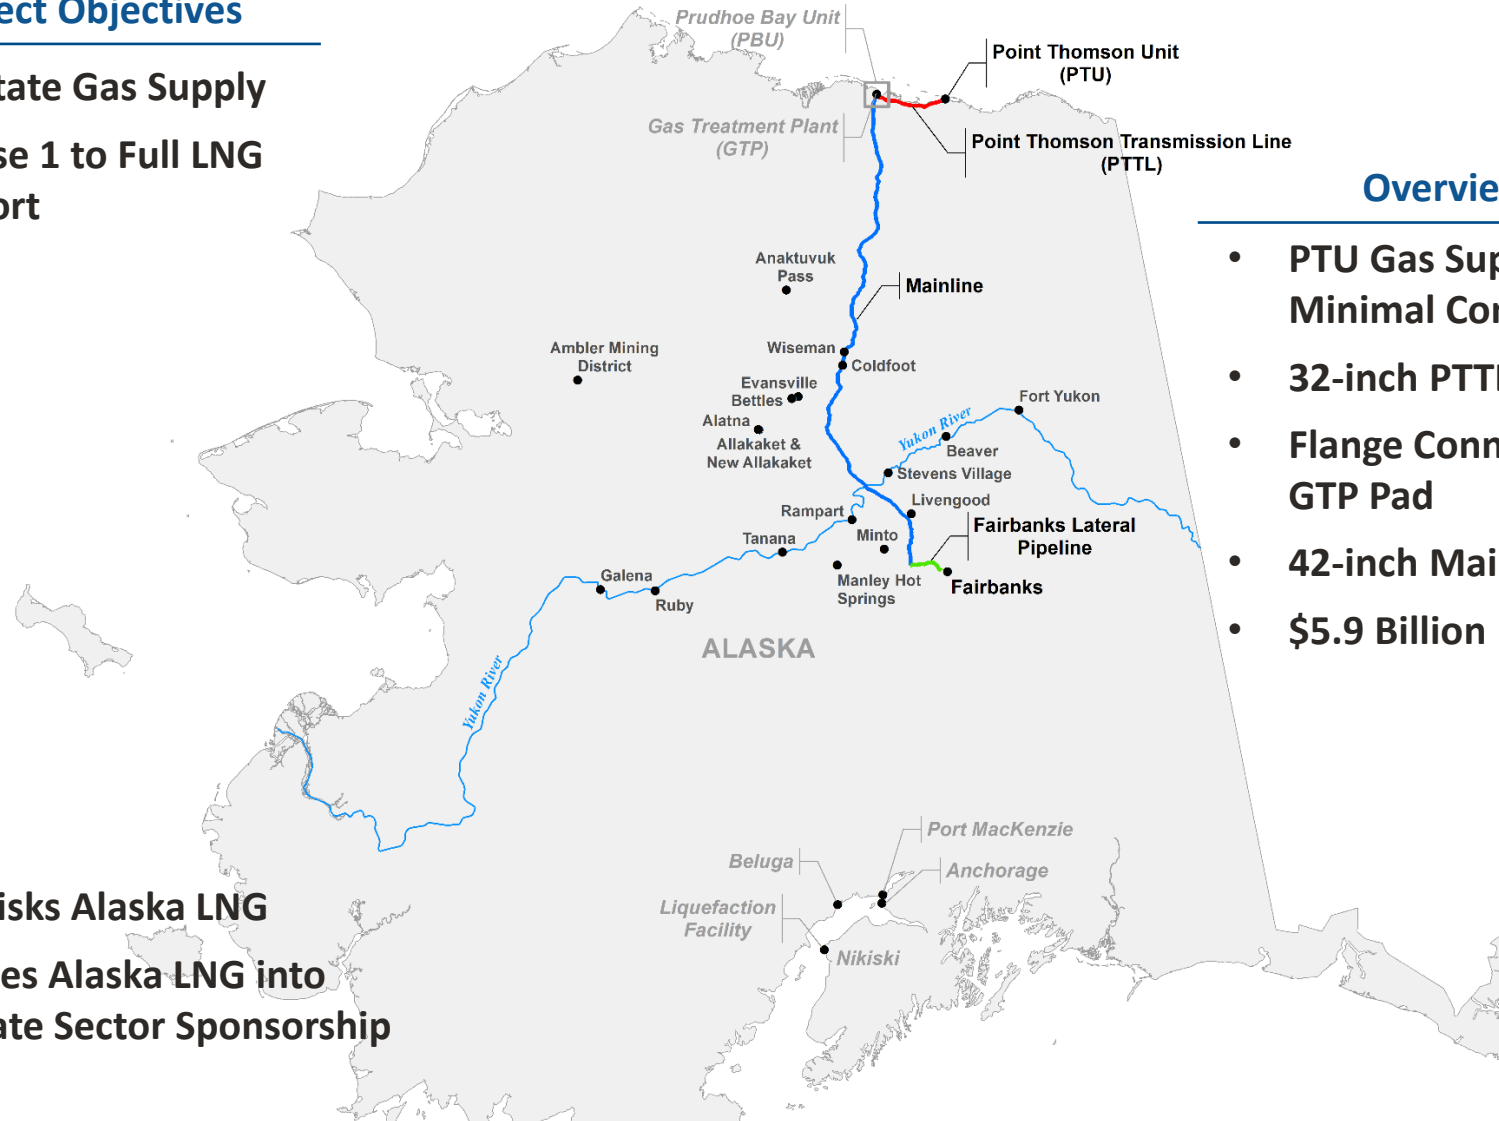 ect Objectives
tate Gas Supply
se 1 to Full LNG
ort
isks Alaska LNG
es Alaska LNG into
ate Sector Sponsorship
Prudhoe Bay Unit
(PBU)
Point Thomson Unit
(PTU)
Gas Treatment Plant
(GTP)
Point Thomson Transmission Line
(PTTL)
Anaktuvuk
Pass
Mainline
Ambler Mining
District
Wiseman
Coldfoot
Evansville
Bettles
Alatna
Allakaket &
New Allakaket
Fort Yukon
Yukon River
Beaver
Stevens Village
Livengood
Rampart
Fairbanks Lateral
Pipeline
Minto
Tanana
Manley Hot
Springs
Fairbanks
Galena
Ruby
ALASKA
Yukon River
Port MacKenzie
Beluga
Anchorage
Liquefaction
Facility
Nikiski
Overvie
• PTU Gas Sup
Minimal Cor
• 32-inch PTTL
• Flange Conn
GTP Pad
• 42-inch Mai
• $5.9 Billion